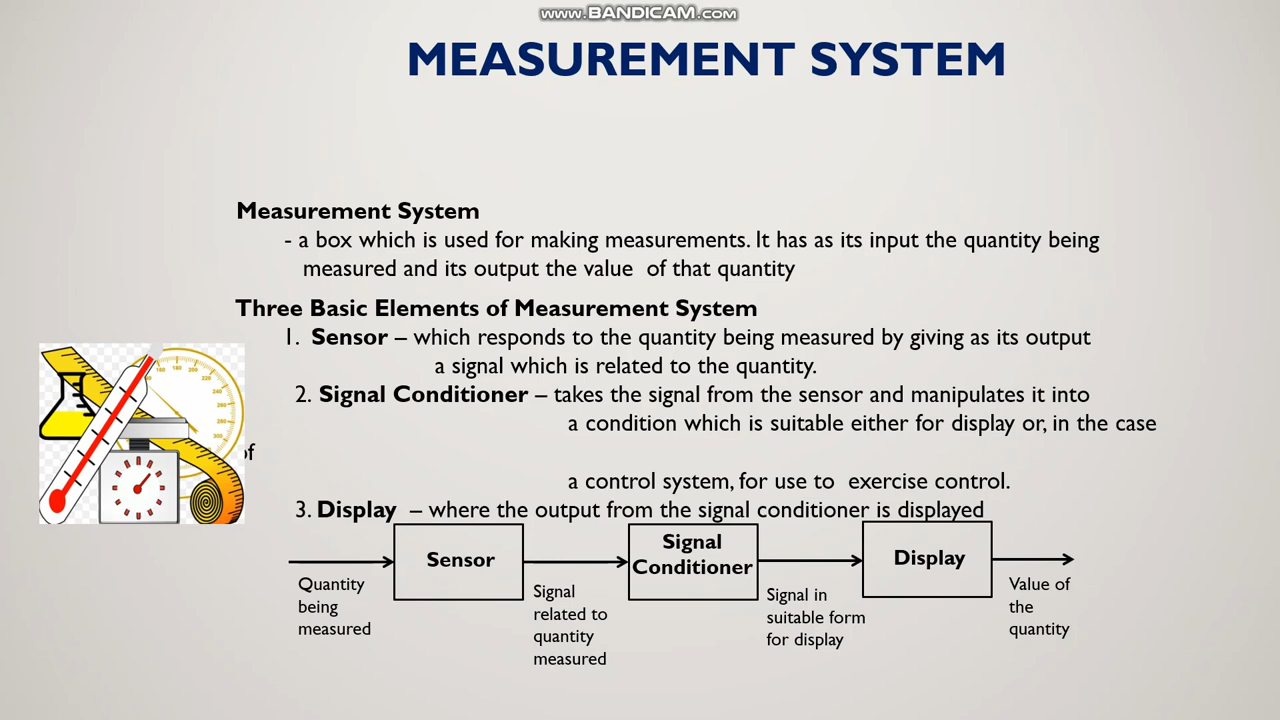 www.BANDICAM.com
MEASUREMENT SYSTEM
Measurement System
- a box which is used for making measurements. It has as its input the quantity being
measured and its output the value of that quantity
Three Basic Elements of Measurement System
1. Sensor – which responds to the quantity being measured by giving as its output
a signal which is related to the quantity.
2. Signal Conditioner – takes the signal from the sensor and manipulates it into
a condition which is suitable either for display or, in the case
of
a control system, for use to exercise control.
3. Display – where the output from the signal conditioner is displayed
Sensor
Signal
Conditioner
Display
Quantity
being
measured
Signal
related to
quantity
measured
Signal in
suitable form
for display
Value of
the
quantity